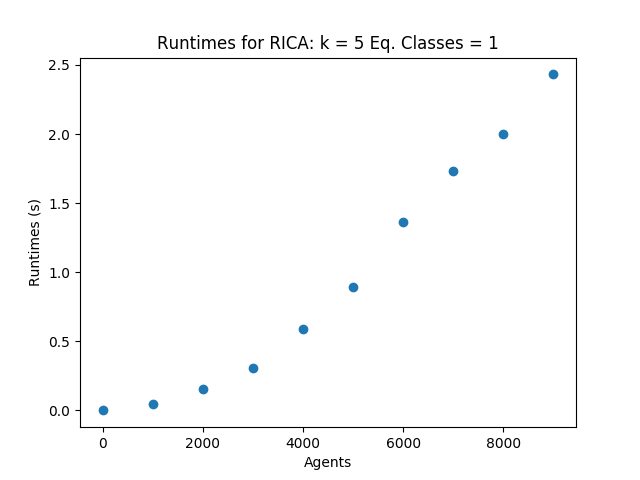 Runtimes for RICA: k = 5 Eq. Classes = 1
2.5
2.0
1.5
1.0
0.5
0.0
Runtimes (s)
0 2000 4000 6000 8000
Agents